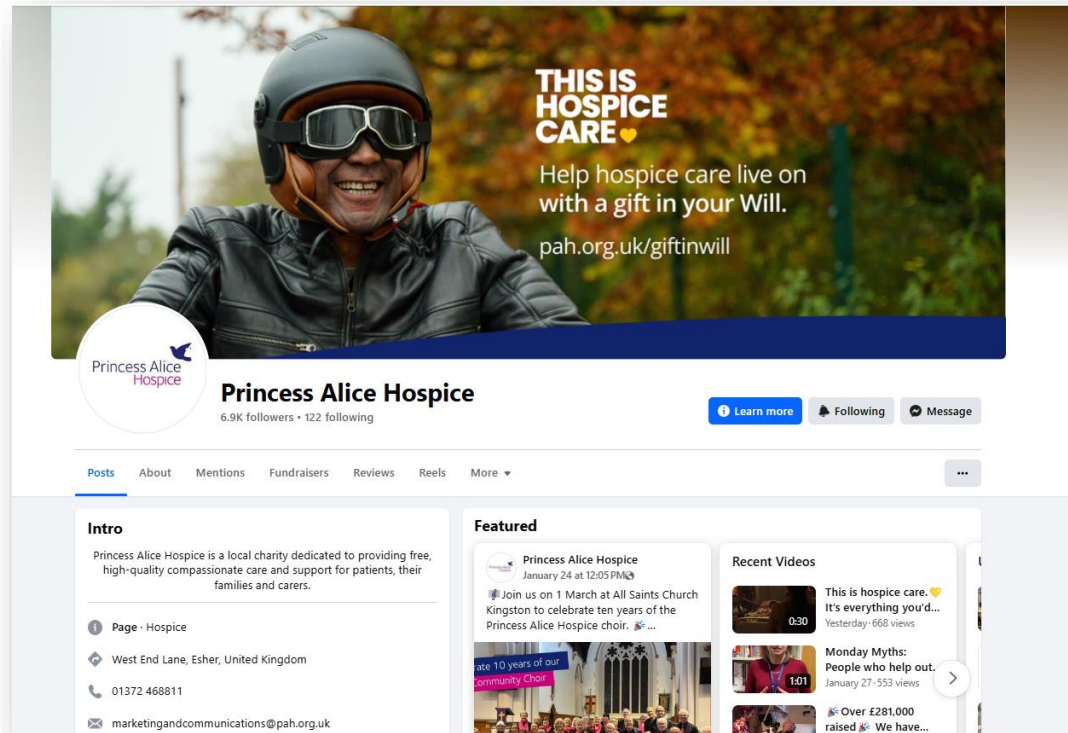 THIS IS
HOSPICE
CARE
Help hospice care live on
with a gift in your Will.
pah.org.uk/giftinwill
Princess Alice
Hospice
Princess Alice Hospice
6.9K followers • 122 following
Learn more
Following
Message
Posts
About
Mentions
Fundraisers
Reviews
Reels
More
Intro
Princess Alice Hospice is a local charity dedicated to providing free,
high-quality compassionate care and support for patients, their
families and carers.
Page · Hospice
West End Lane, Esher, United Kingdom
01372 468811
marketingandcommunications@pah.org.uk
Featured
Princess Alice Hospice
January 24 at 12:05 PM
Join us on 1 March at All Saints Church
Kingston to celebrate ten years of the
Princess Alice Hospice choir. 🎉...
rate 10 years of our
Community Choir
Recent Videos
0:30
This is hospice care. 💛
It's everything you'd...
Yesterday · 668 views
1:01
Monday Myths:
People who help out.
January 27 · 553 views
🎉 Over £281,000
raised 🎉 We have...